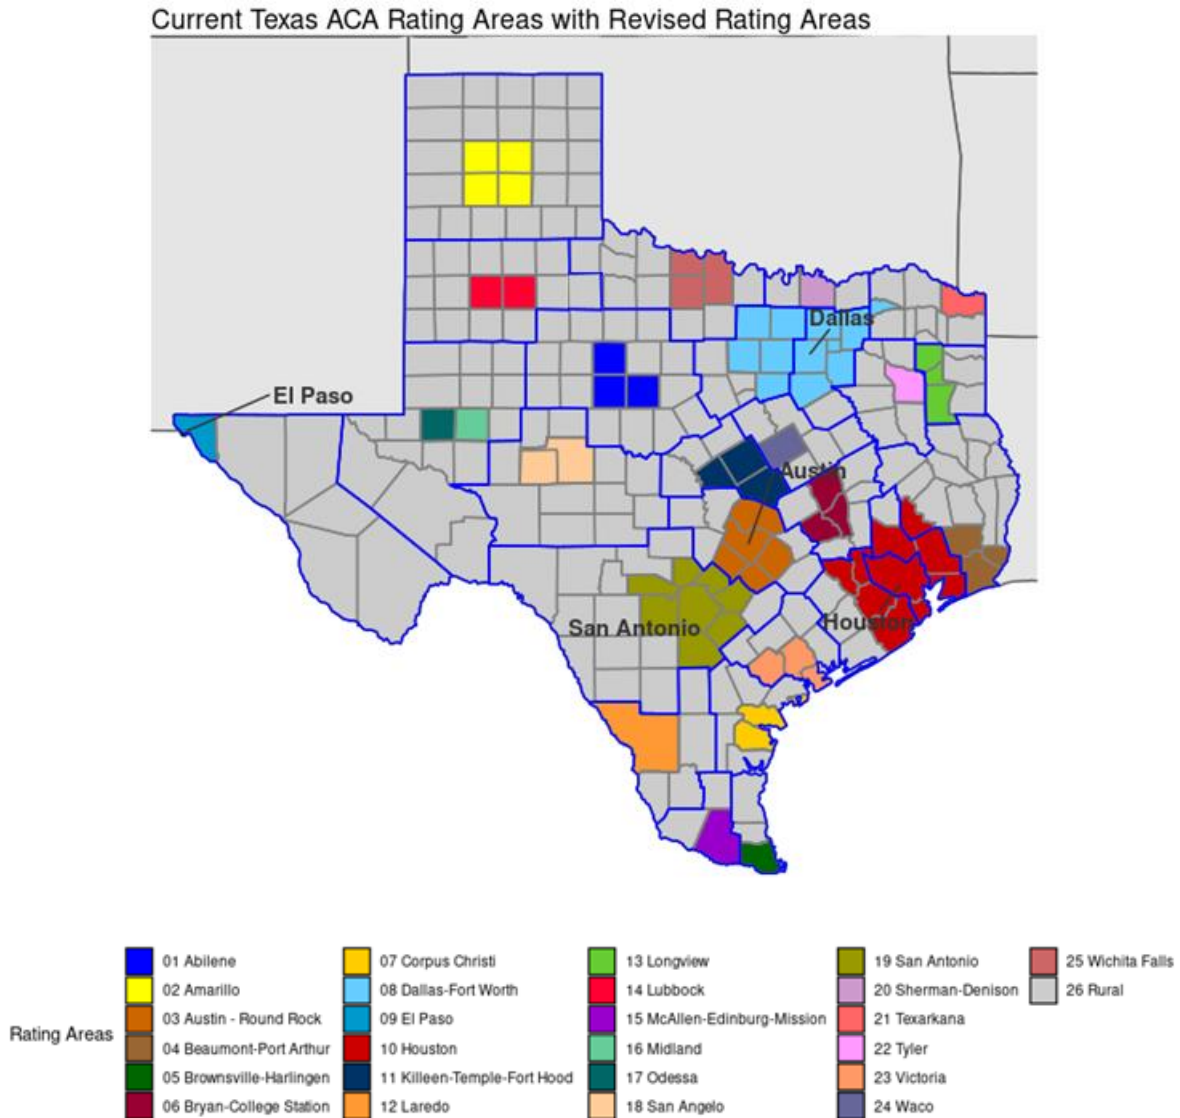 Current Texas ACA Rating Areas with Revised Rating Areas
Dallas
El Paso
Austin
Houston
San Antonio
Rating Areas
01 Abilene
02 Amarillo
03 Austin - Round Rock
04 Beaumont-Port Arthur
05 Brownsville-Harlingen
06 Bryan-College Station
07 Corpus Christi
08 Dallas-Fort Worth
09 El Paso
10 Houston
11 Killeen-Temple-Fort Hood
12 Laredo
13 Longview
14 Lubbock
15 McAllen-Edinburg-Mission
16 Midland
17 Odessa
18 San Angelo
19 San Antonio
20 Sherman-Denison
21 Texarkana
22 Tyler
23 Victoria
24 Waco
25 Wichita Falls
26 Rural